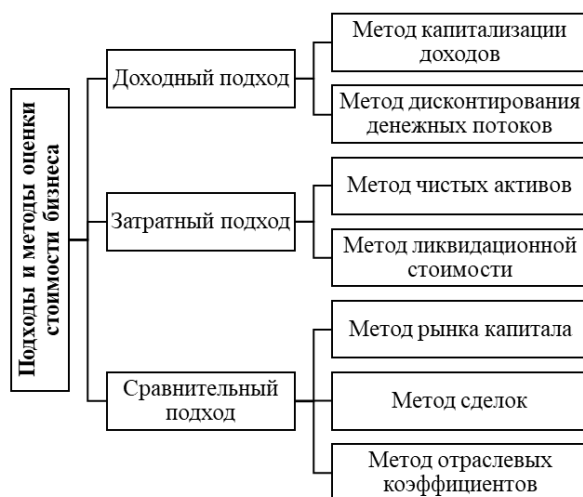 Подходы и методы оценки
стоимости бизнеса
Доходный подход
Метод капитализации
доходов
Метод дисконтирования
денежных потоков
Затратный подход
Метод чистых активов
Метод ликвидационной
стоимости
Сравнительный
подход
Метод рынка капитала
Метод сделок
Метод отраслевых
коэффициентов